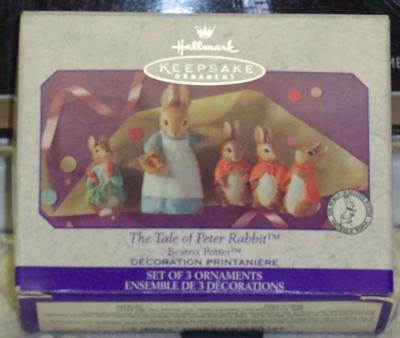 Hallmark
KEEPSAKE
ORNAMENT
The Tale of Peter Rabbit™
Beatrix Potter™
DÉCORATION PRINTANIÈRE
SET OF 3 ORNAMENTS
ENSEMBLE DE 3 DÉCORATIONS